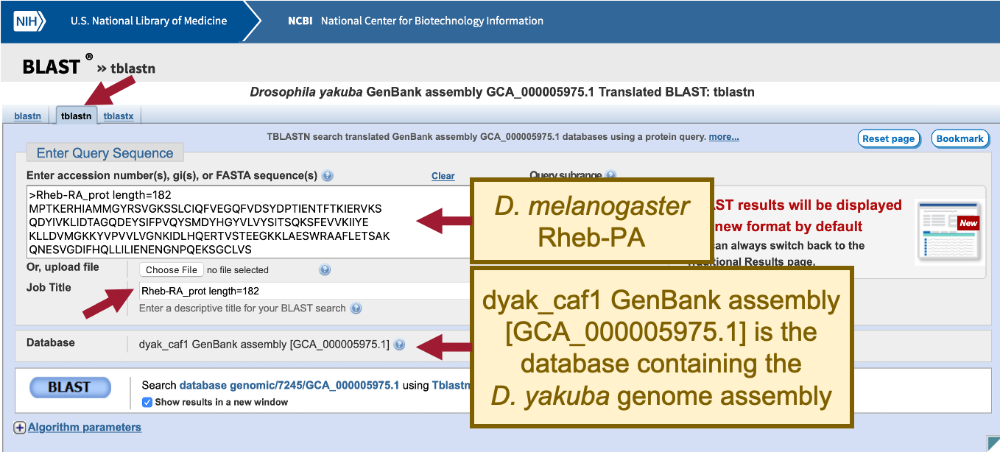 NIH
U.S. National Library of Medicine
NCBI National Center for Biotechnology Information
BLAST ® » tblastn
Drosophila yakuba GenBank assembly GCA_000005975.1 Translated BLAST: tblastn
blastn tblastn tblastx
TBLASTN search translated GenBank assembly GCA_000005975.1 databases using a protein query. more...
Reset page
Bookmark
Enter Query Sequence
Enter accession number(s), gi(s), or FASTA sequence(s)
Clear
Query subrange
>Rheb-RA_prot length=182
MPTKERHIAMMGYRSVGKSSLCIQFVEGQFVDSYDPTIENTFTKIERVKS
QDYIVKLIDTAGQDEYSIFPVQYSMDYHGYVLVYSITSQKSFEVVKIIYE
KLLDVMGKKYVPVVLVGNKIDLHQERTVSTEEGKKLAESWRAAFLETSAK
QNESVGDIFHQLLILIENENGNPQEKSGCLVS
D. melanogaster
Rheb-PA
AST results will be displayed
new format by default
can always switch back to the
Traditional Results page.
New
Or, upload file
Choose File no file selected
Job Title
Rheb-RA_prot length=182
Enter a descriptive title for your BLAST search
Database
dyak_caf1 GenBank assembly [GCA_000005975.1]
dyak_caf1 GenBank assembly
[GCA_000005975.1] is the
database containing the
D. yakuba genome assembly
BLAST
Search database genomic/7245/GCA_000005975.1 using Tblastn
Show results in a new window
Algorithm parameters